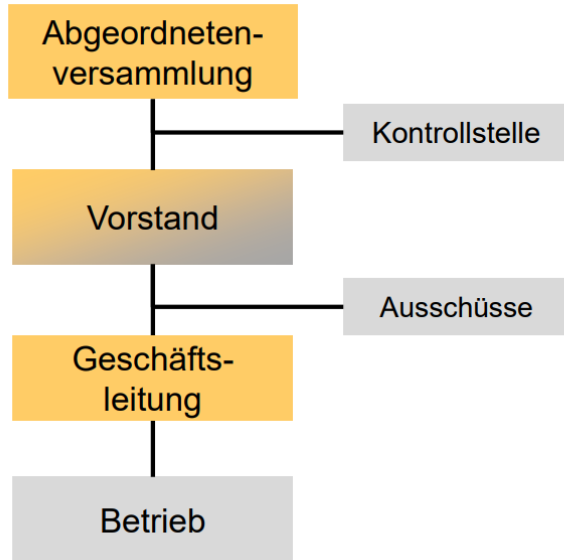 Abgeordneten-
versammlung
Kontrollstelle
Vorstand
Ausschüsse
Geschäfts-
leitung
Betrieb